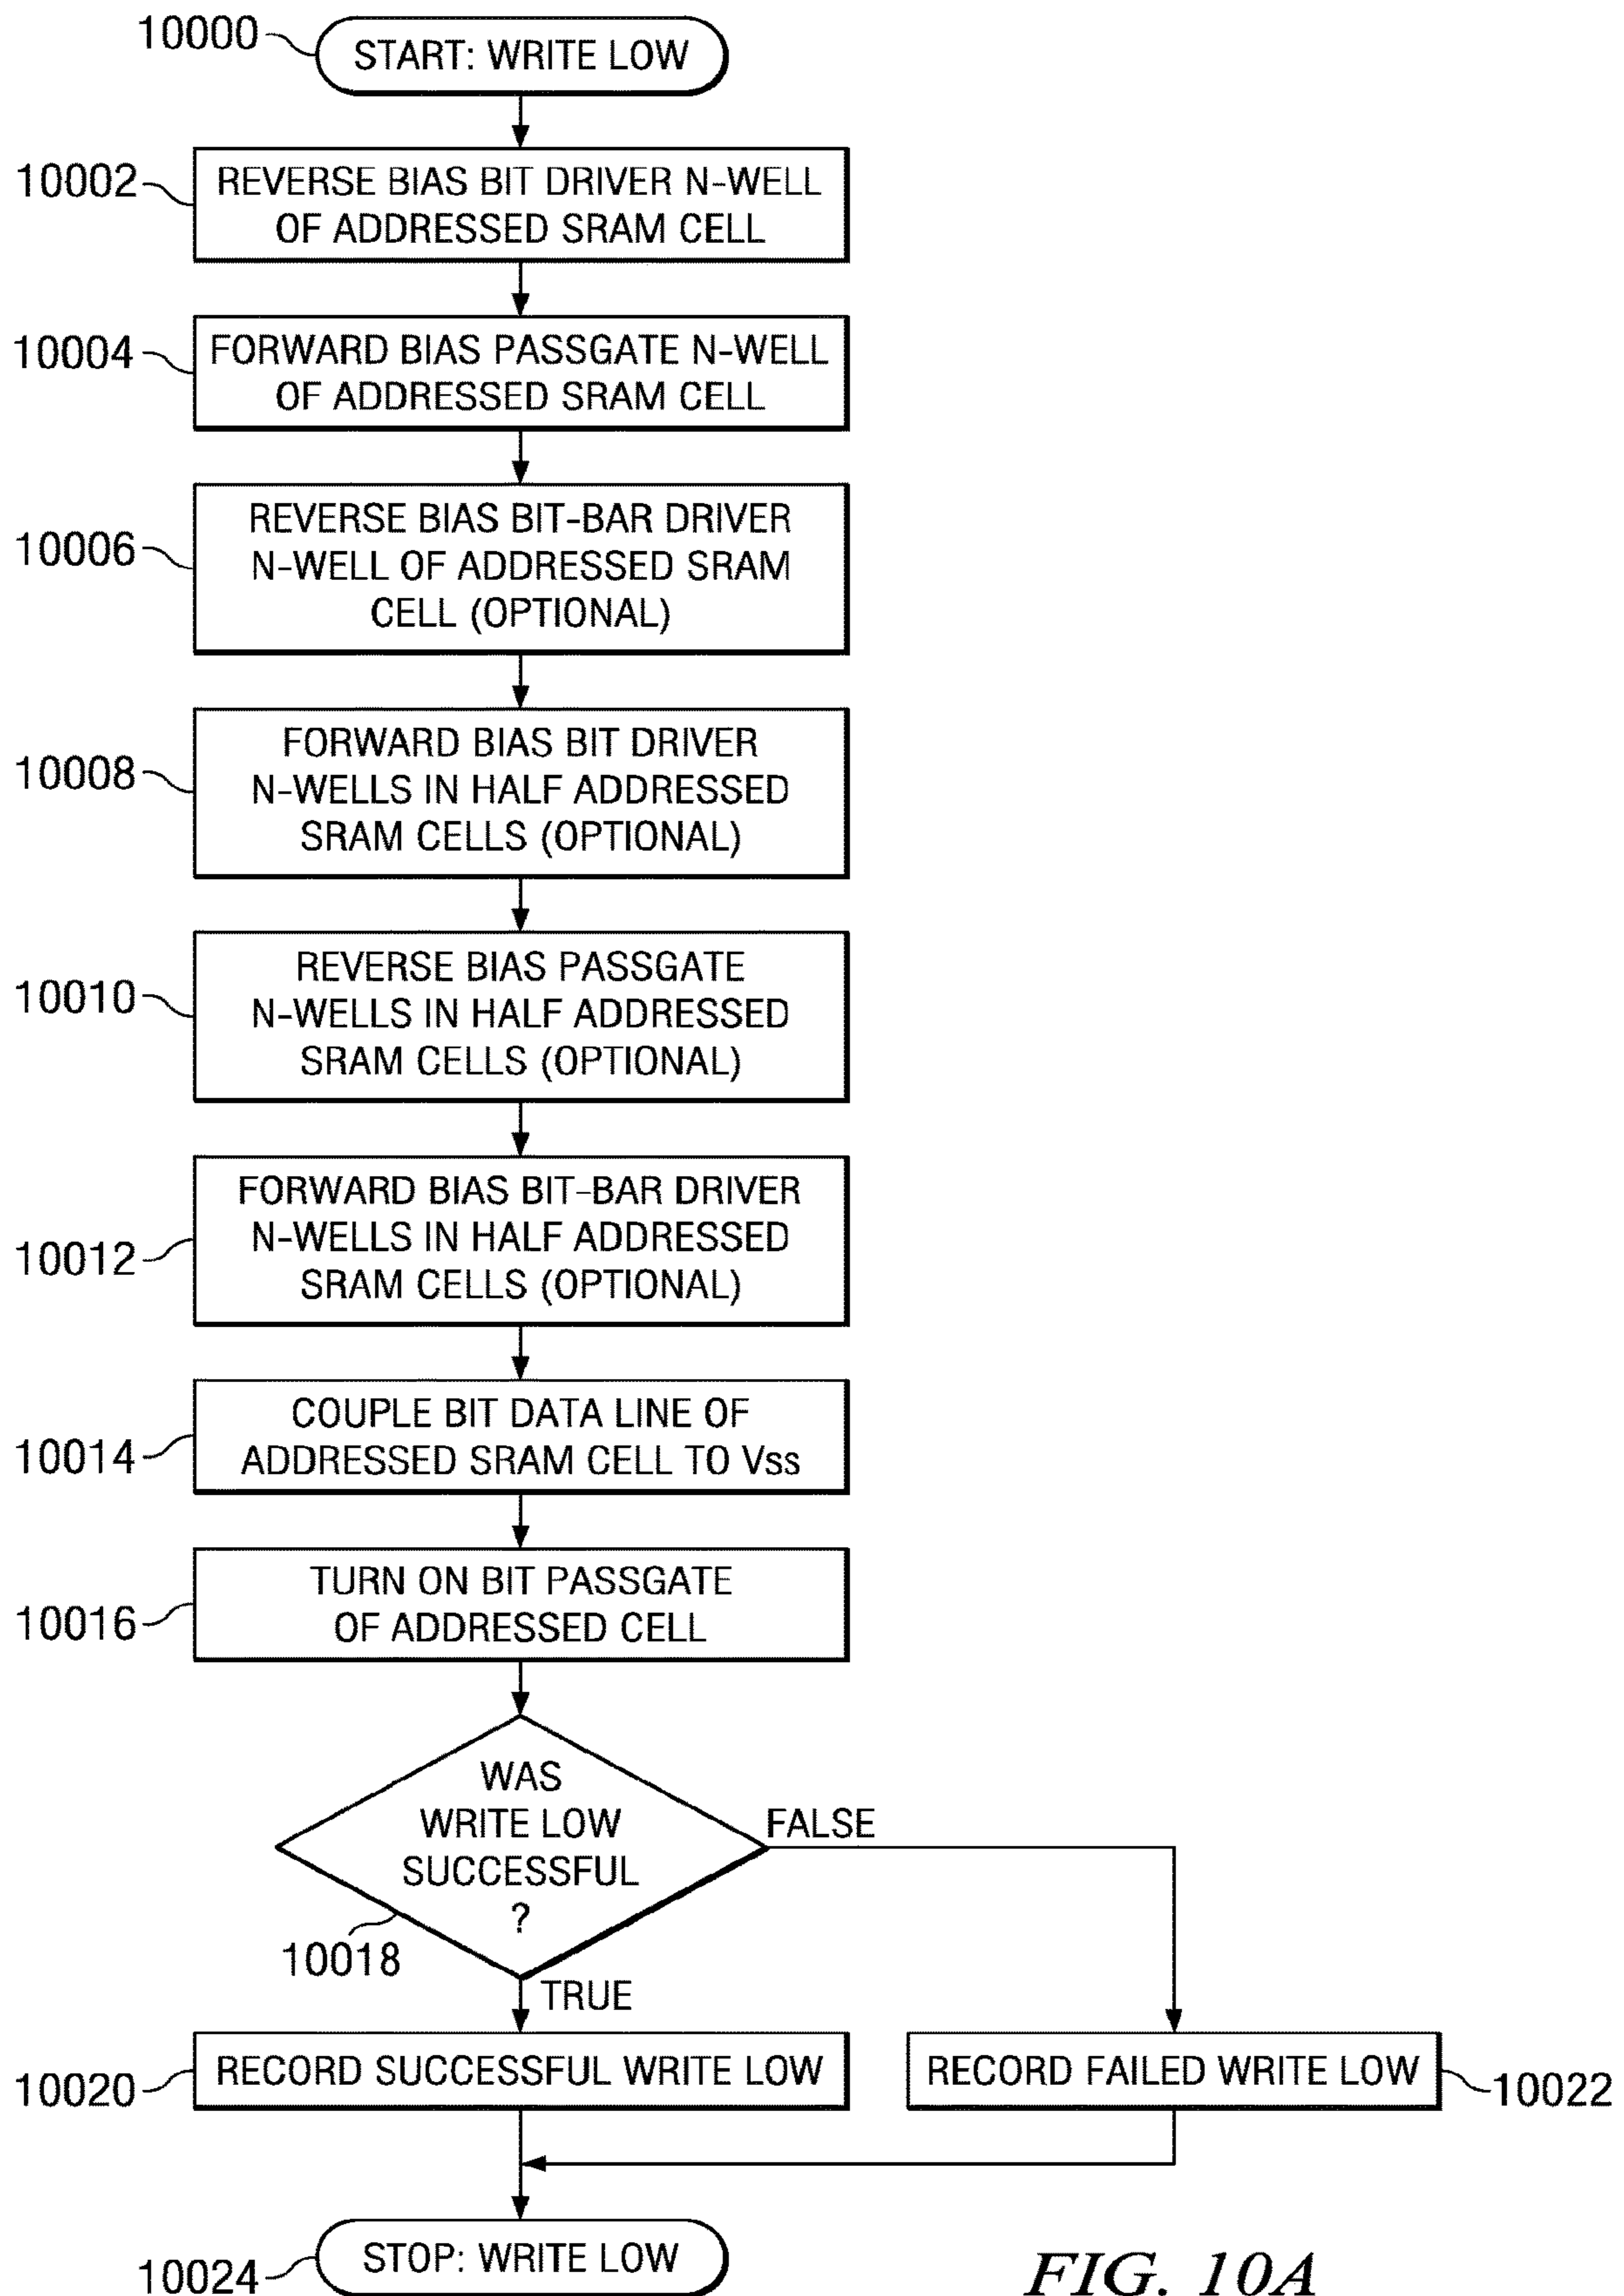 10000
START: WRITE LOW
10002
REVERSE BIAS BIT DRIVER N-WELL
OF ADDRESSED SRAM CELL
10004
FORWARD BIAS PASSGATE N-WELL
OF ADDRESSED SRAM CELL
10006
REVERSE BIAS BIT-BAR DRIVER
N-WELL OF ADDRESSED SRAM
CELL (OPTIONAL)
10008
FORWARD BIAS BIT DRIVER
N-WELLS IN HALF ADDRESSED
SRAM CELLS (OPTIONAL)
10010
REVERSE BIAS PASSGATE
N-WELLS IN HALF ADDRESSED
SRAM CELLS (OPTIONAL)
10012
FORWARD BIAS BIT-BAR DRIVER
N-WELLS IN HALF ADDRESSED
SRAM CELLS (OPTIONAL)
10014
COUPLE BIT DATA LINE OF
ADDRESSED SRAM CELL TO Vss
10016
TURN ON BIT PASSGATE
OF ADDRESSED CELL
WAS
WRITE LOW
SUCCESSFUL
?
FALSE
10018
TRUE
10020
RECORD SUCCESSFUL WRITE LOW
RECORD FAILED WRITE LOW
10022
10024
STOP: WRITE LOW
FIG. 10A